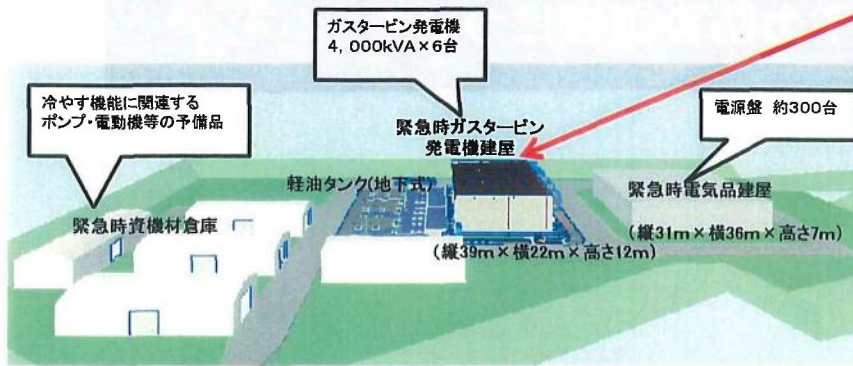 ガスタービン発電機
4，000kVA×6台
冷やす機能に関連する
ポンプ・電動機等の予備品
電源盤 約300台
緊急時ガスタービン
発電機建屋
軽油タンク(地下式)
緊急時電気品建屋
緊急時資機材倉庫
(縦31m×横36m×高さ7m)
(縦39m×横22m×高さ12m)